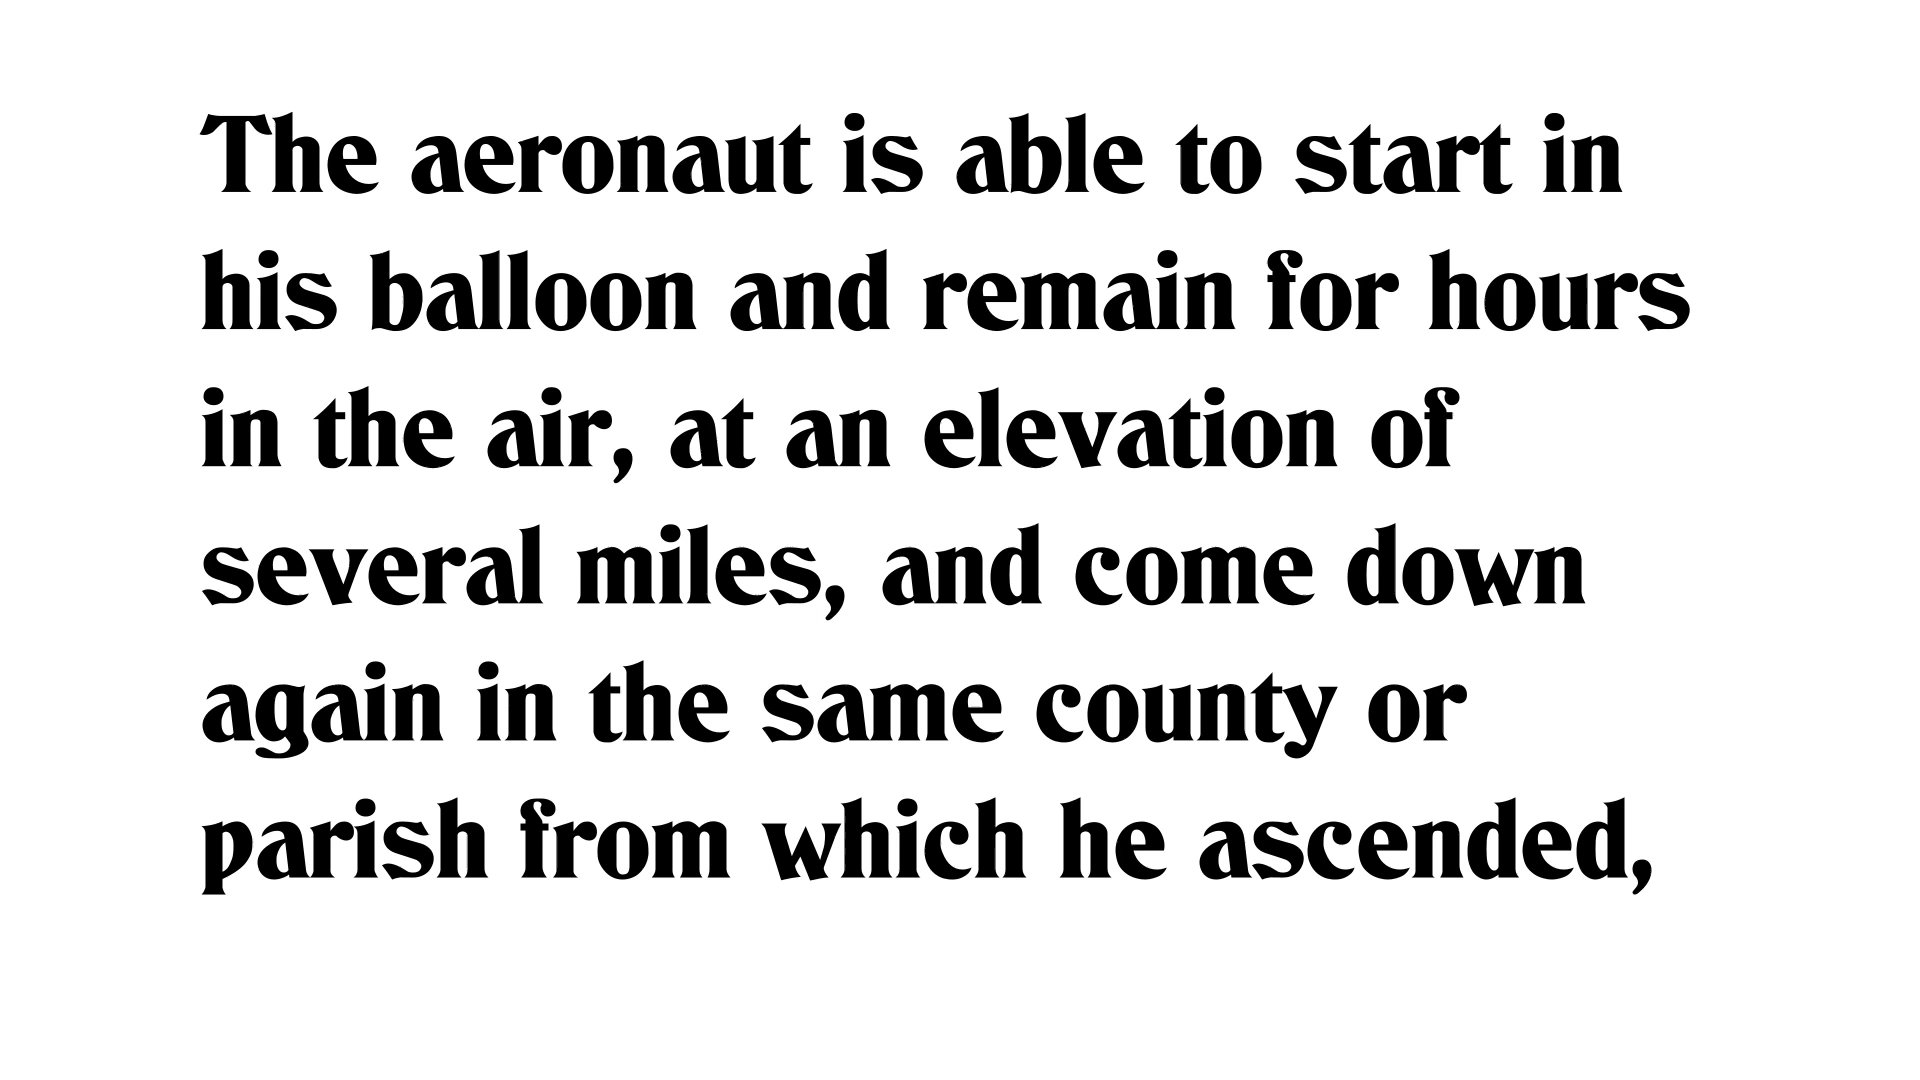 The aeronaut is able to start in
his balloon and remain for hours
in the air, at an elevation of
several miles, and come down
again in the same county or
parish from which he ascended,